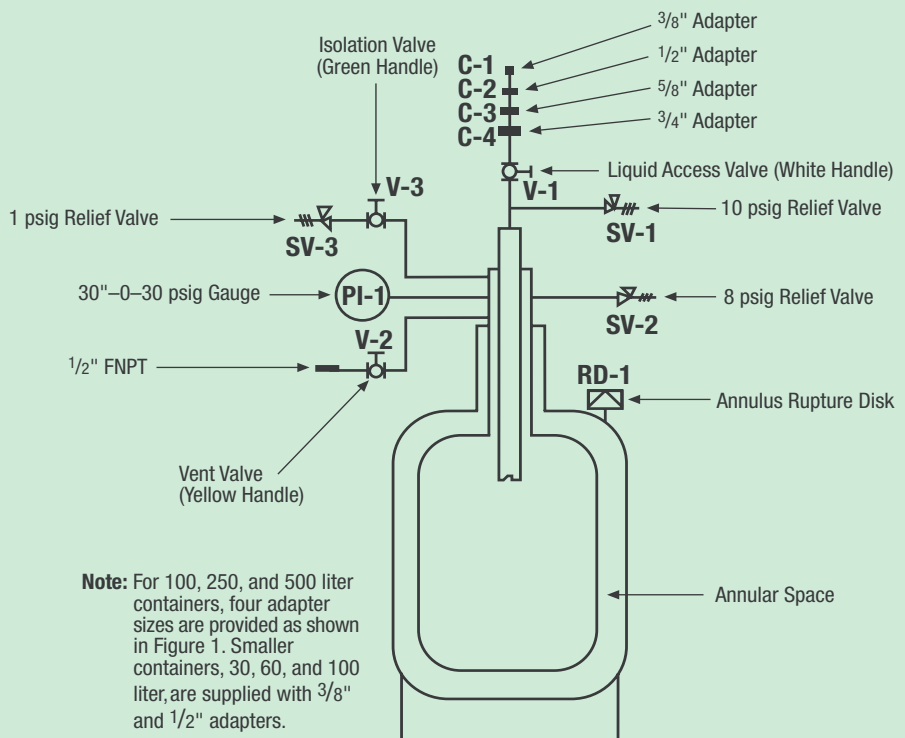 3/8" Adapter
Isolation Valve
(Green Handle)
C-1
1/2" Adapter
C-2
5/8" Adapter
C-3
3/4" Adapter
C-4
V-3
V-1
Liquid Access Valve (White Handle)
1 psig Relief Valve
SV-3
10 psig Relief Valve
SV-1
30"–0–30 psig Gauge
PI-1
8 psig Relief Valve
SV-2
V-2
1/2" FNPT
RD-1
Annulus Rupture Disk
Vent Valve
(Yellow Handle)
Note: For 100, 250, and 500 liter
containers, four adapter
sizes are provided as shown
in Figure 1. Smaller
containers, 30, 60, and 100
liter, are supplied with 3/8"
and 1/2" adapters.
Annular Space